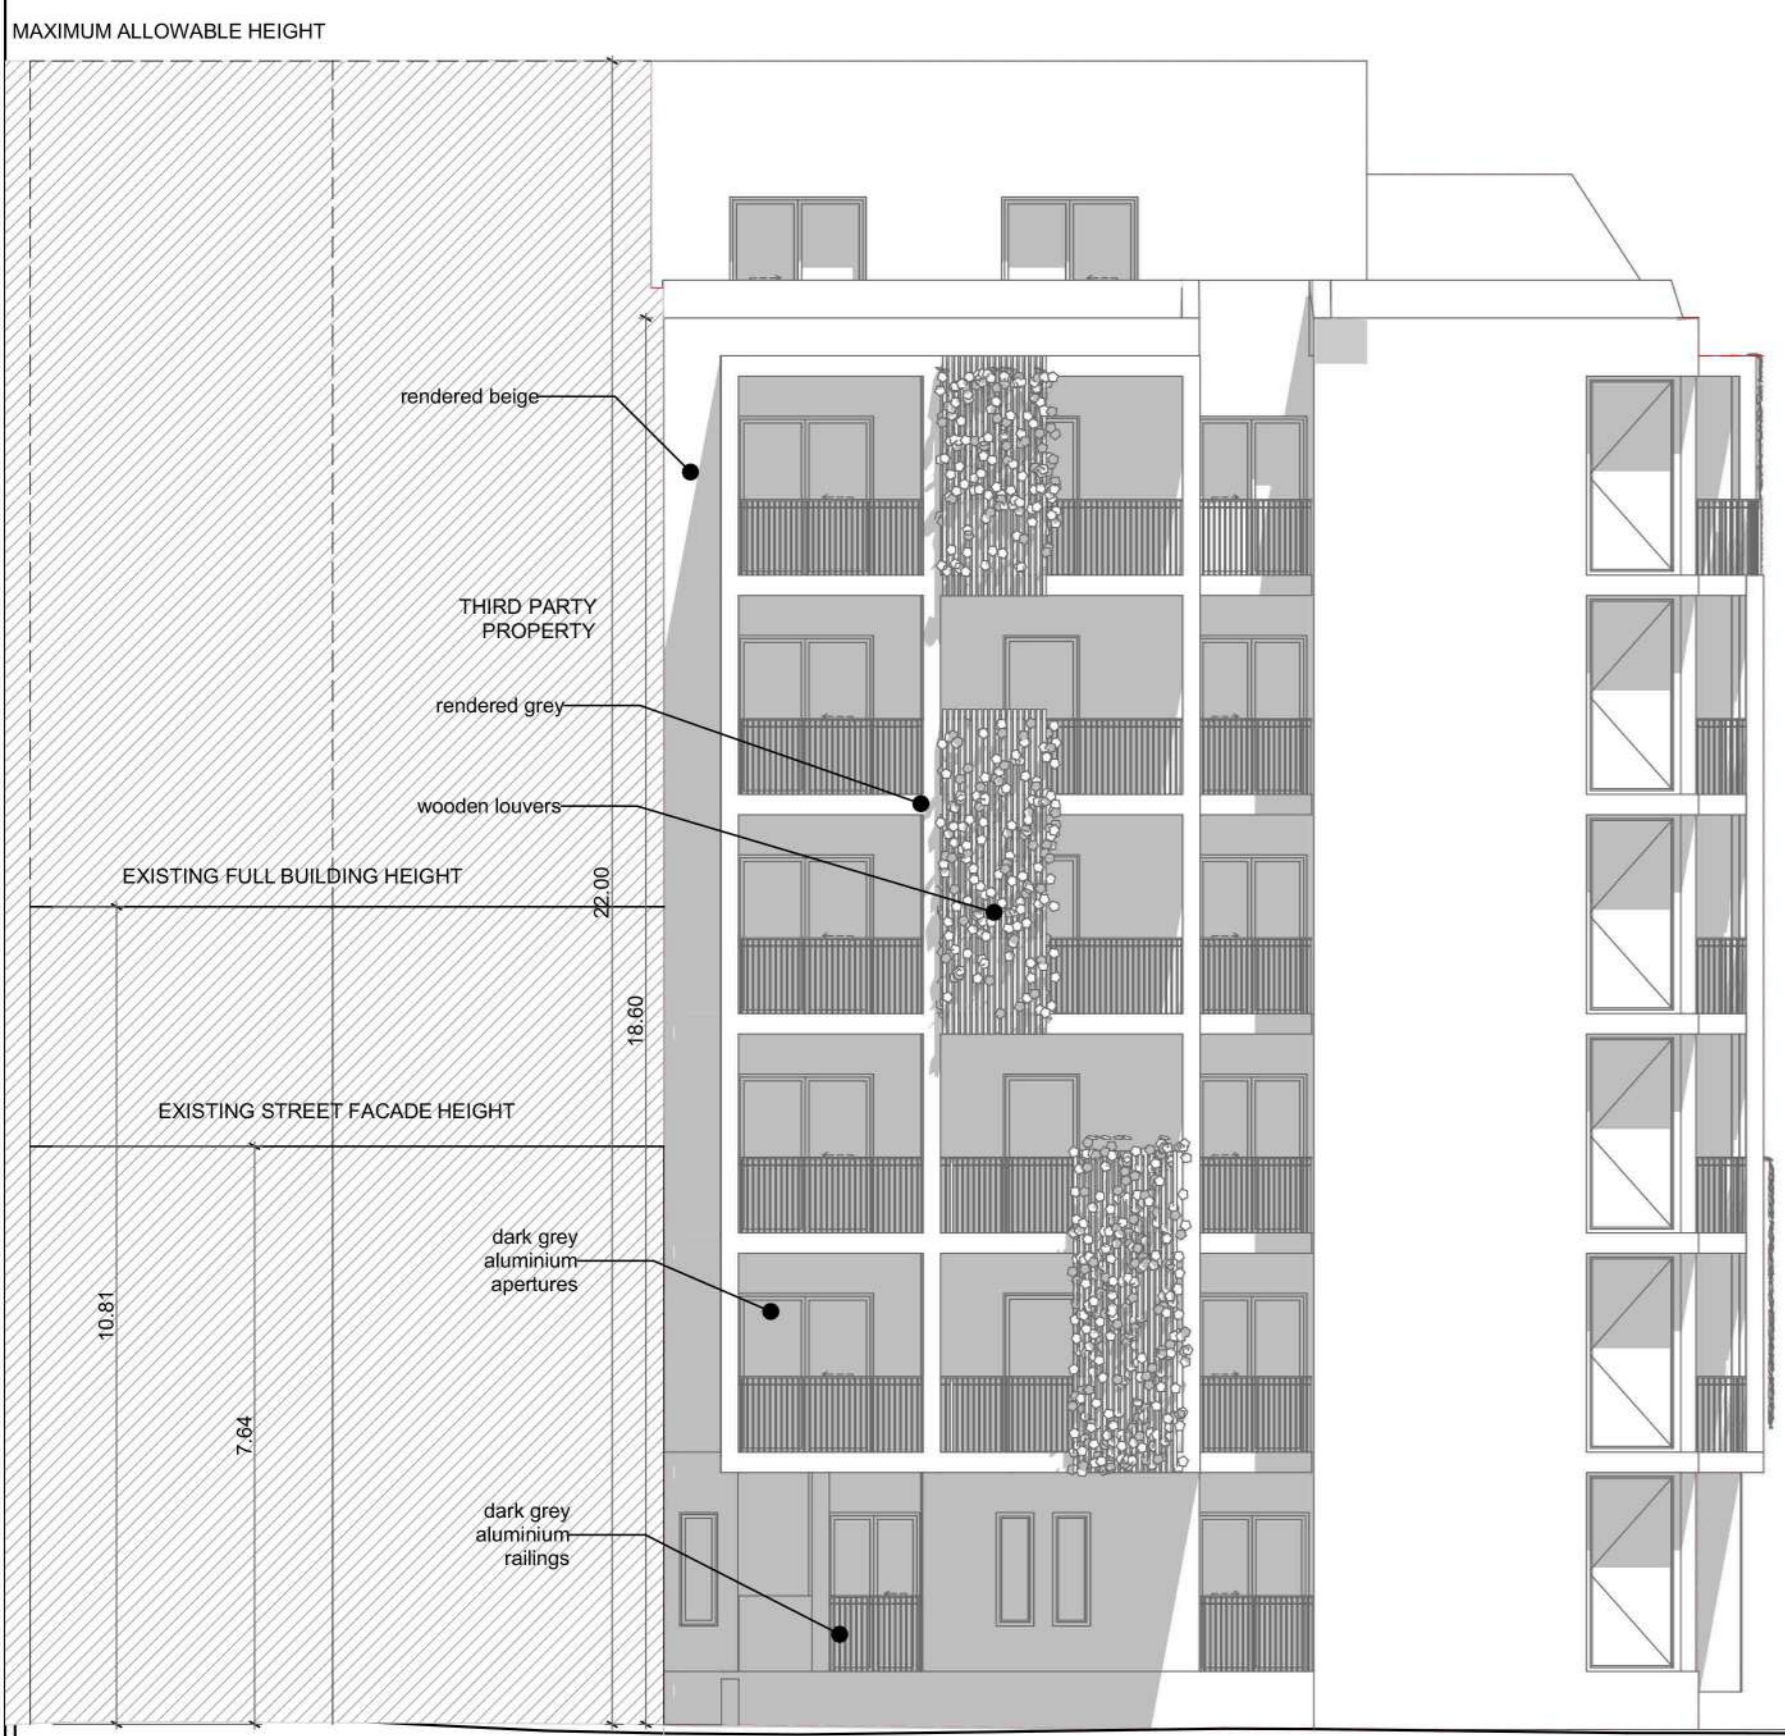 MAXIMUM ALLOWABLE HEIGHT
rendered beige
THIRD PARTY
PROPERTY
rendered grey
wooden louvers
EXISTING FULL BUILDING HEIGHT
22.00
18.60
EXISTING STREET FACADE HEIGHT
dark grey
aluminium
apertures
10.81
7.64
dark grey
aluminium
railings